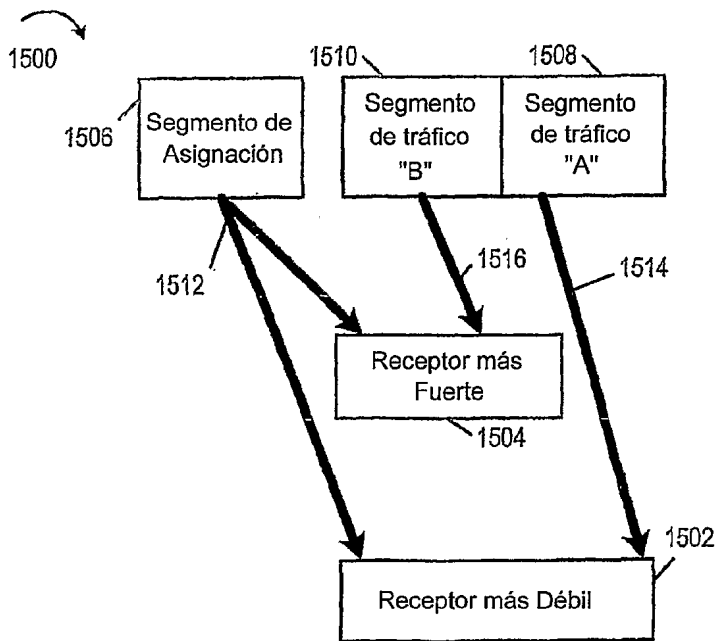 1500
1510
1508
1506
Segmento de
Asignación
Segmento
de tráfico
"B"
Segmento
de tráfico
"A"
1512
1516
1514
Receptor más
Fuerte
1504
1502
Receptor más Débil